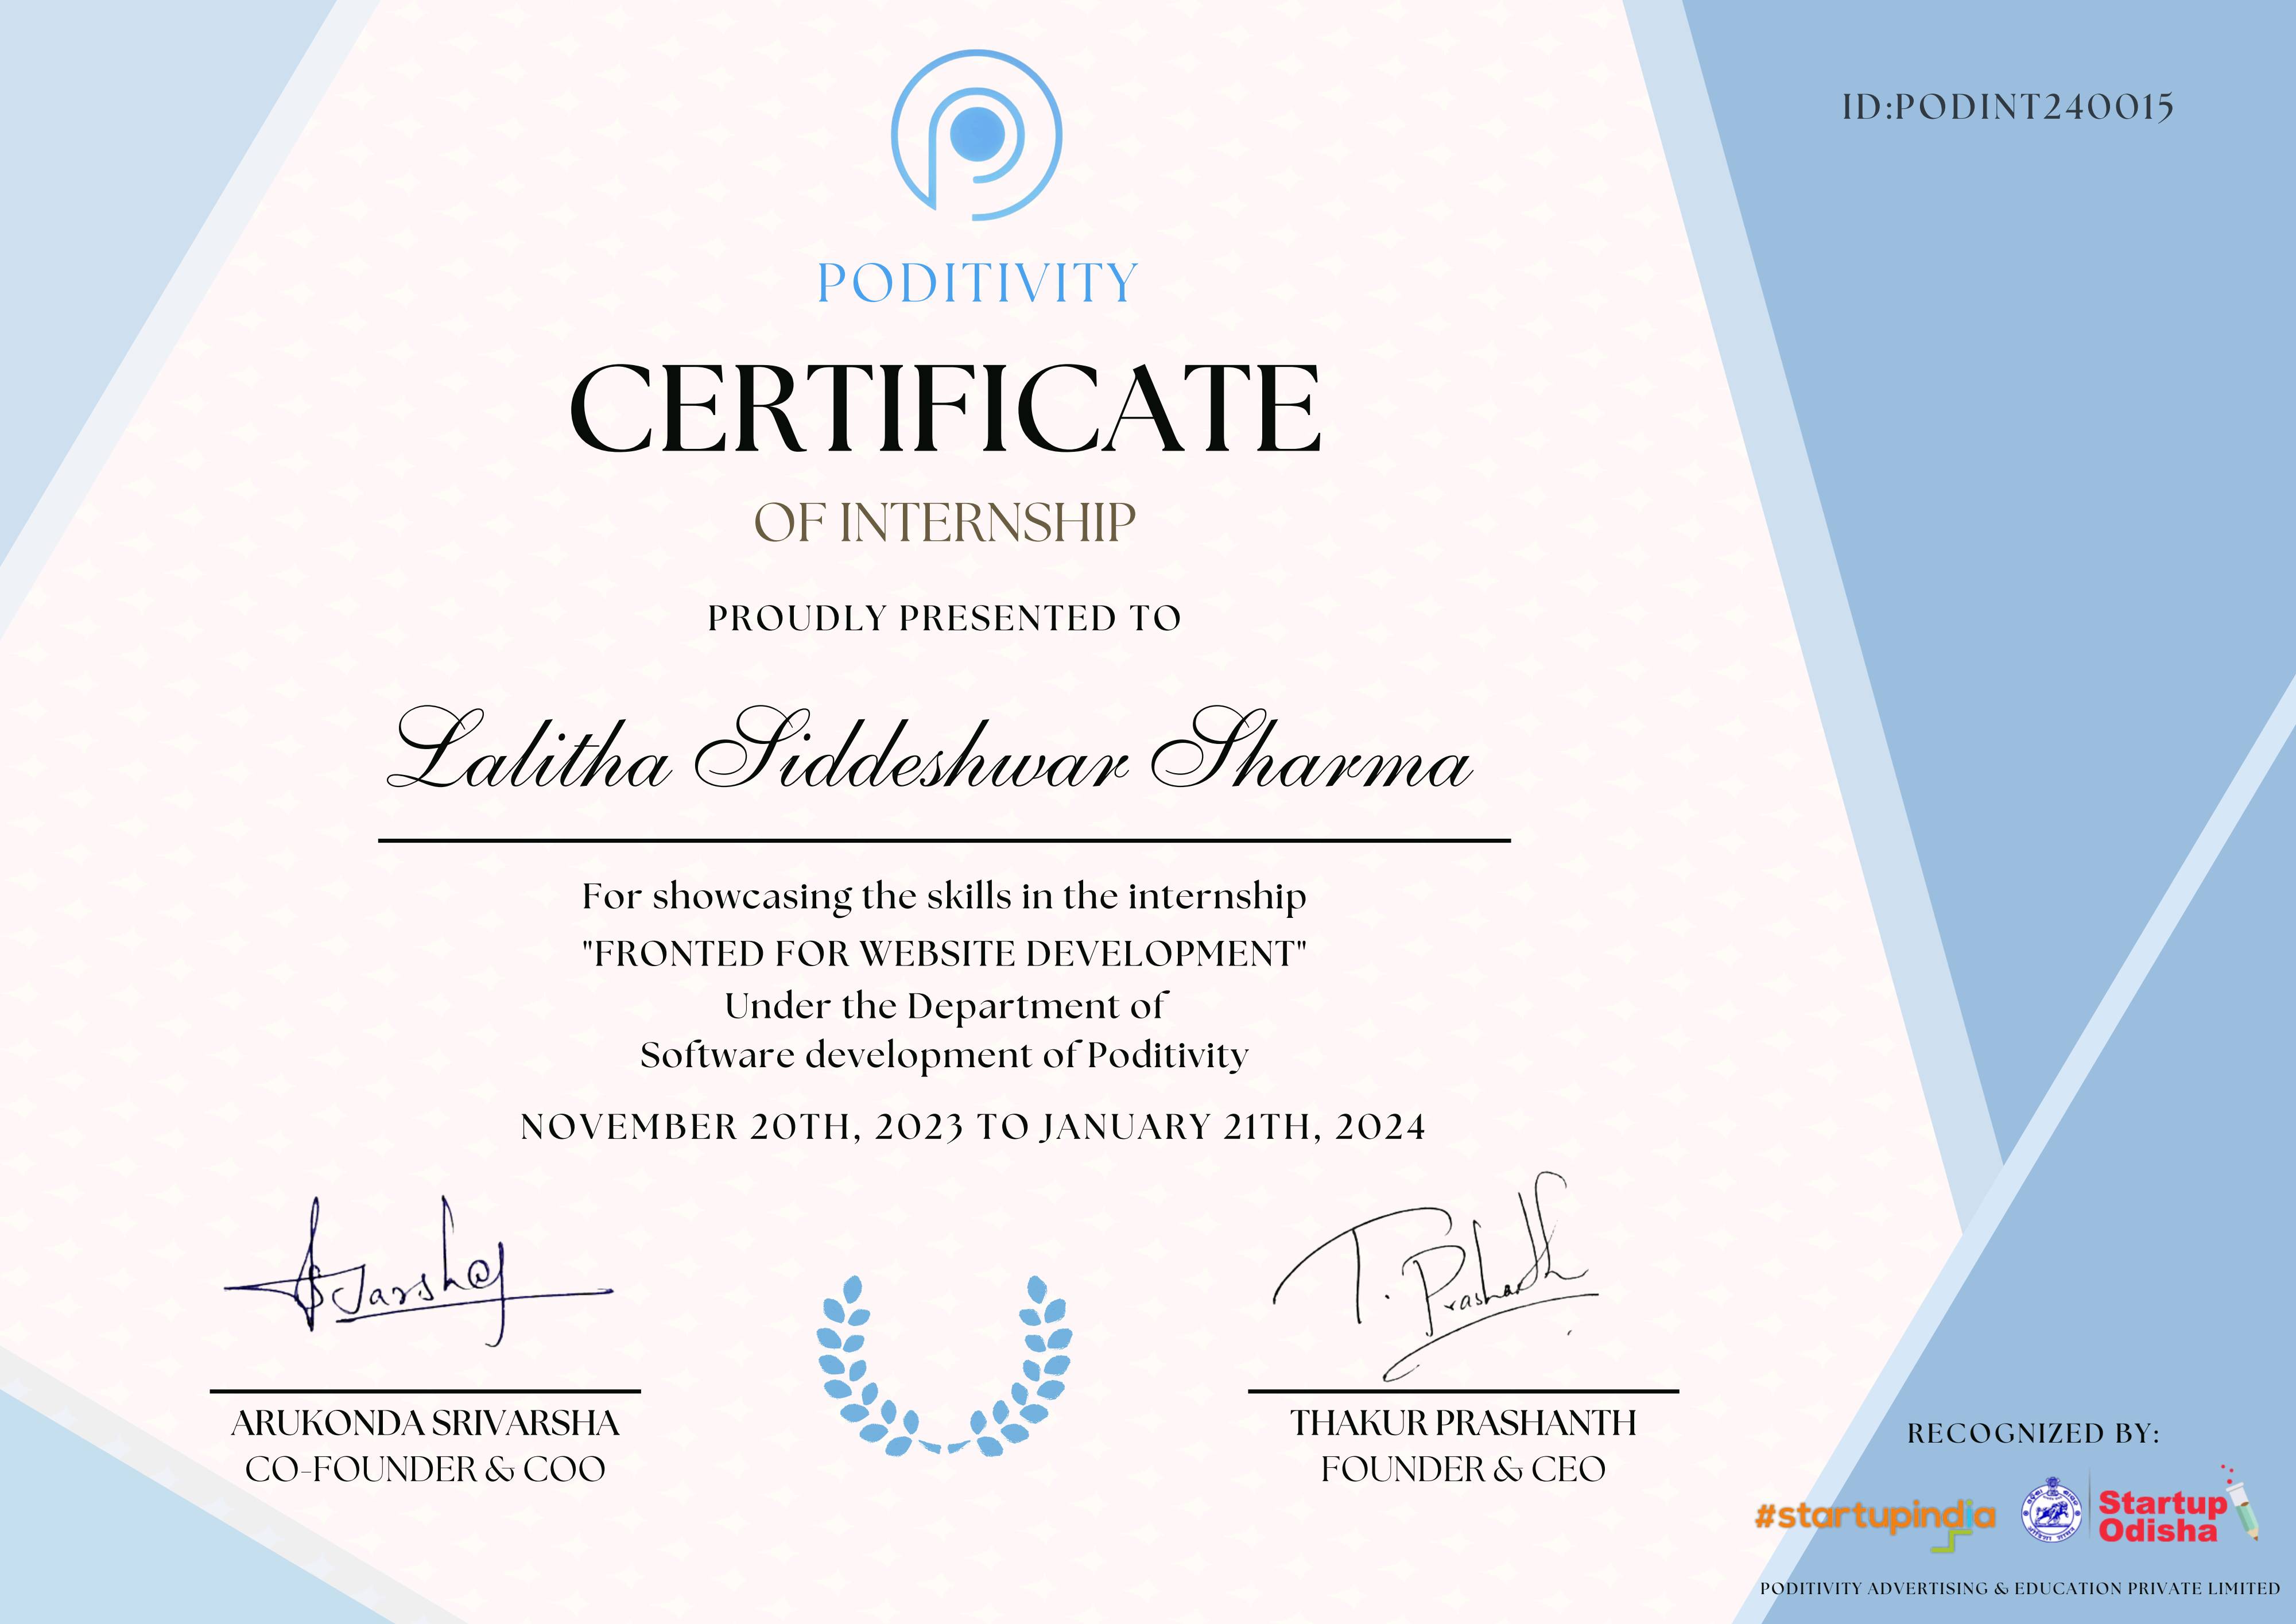 ID:PODINT240015
PODITIVITY
CERTIFICATE
OF INTERNSHIP
PROUDLY PRESENTED TO
Lalitha Siddeshwar Sharma
For showcasing the skills in the internship
"FRONTED FOR WEBSITE DEVELOPMENT"
Under the Department of
Software development of Poditivity
NOVEMBER 20TH, 2023 TO JANUARY 21TH, 2024
T. Prashanth
ARUKONDA SRIVARSHA
CO-FOUNDER & COO
THAKUR PRASHANTH
FOUNDER & CEO
RECOGNIZED BY:
#startupindia
Startup
Odisha
PODITIVITY ADVERTISING & EDUCATION PRIVATE LIMITED